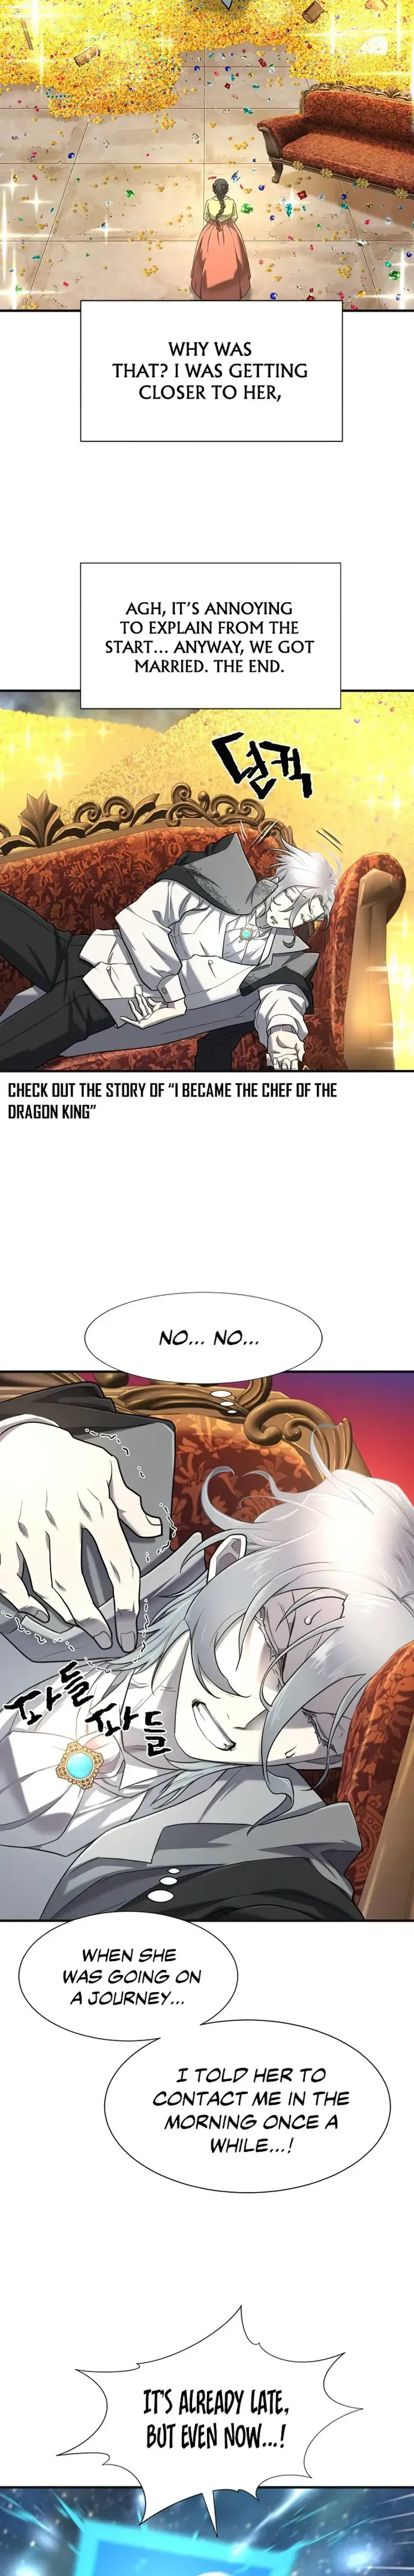 WHY WAS
THAT? I WAS GETTING
CLOSER TO HER,
AGH, IT'S ANNOYING
TO EXPLAIN FROM THE
START... ANYWAY, WE GOT
MARRIED. THE END.
덜컥
CHECK OUT THE STORY OF “I BECAME THE CHEF OF THE
DRAGON KING”
NO... NO...
파들
파들
WHEN SHE
WAS GOING ON
A JOURNEY...
I TOLD HER TO
CONTACT ME IN THE
MORNING ONCE A
WHILE...!
IT'S ALREADY LATE,
BUT EVEN NOW...!